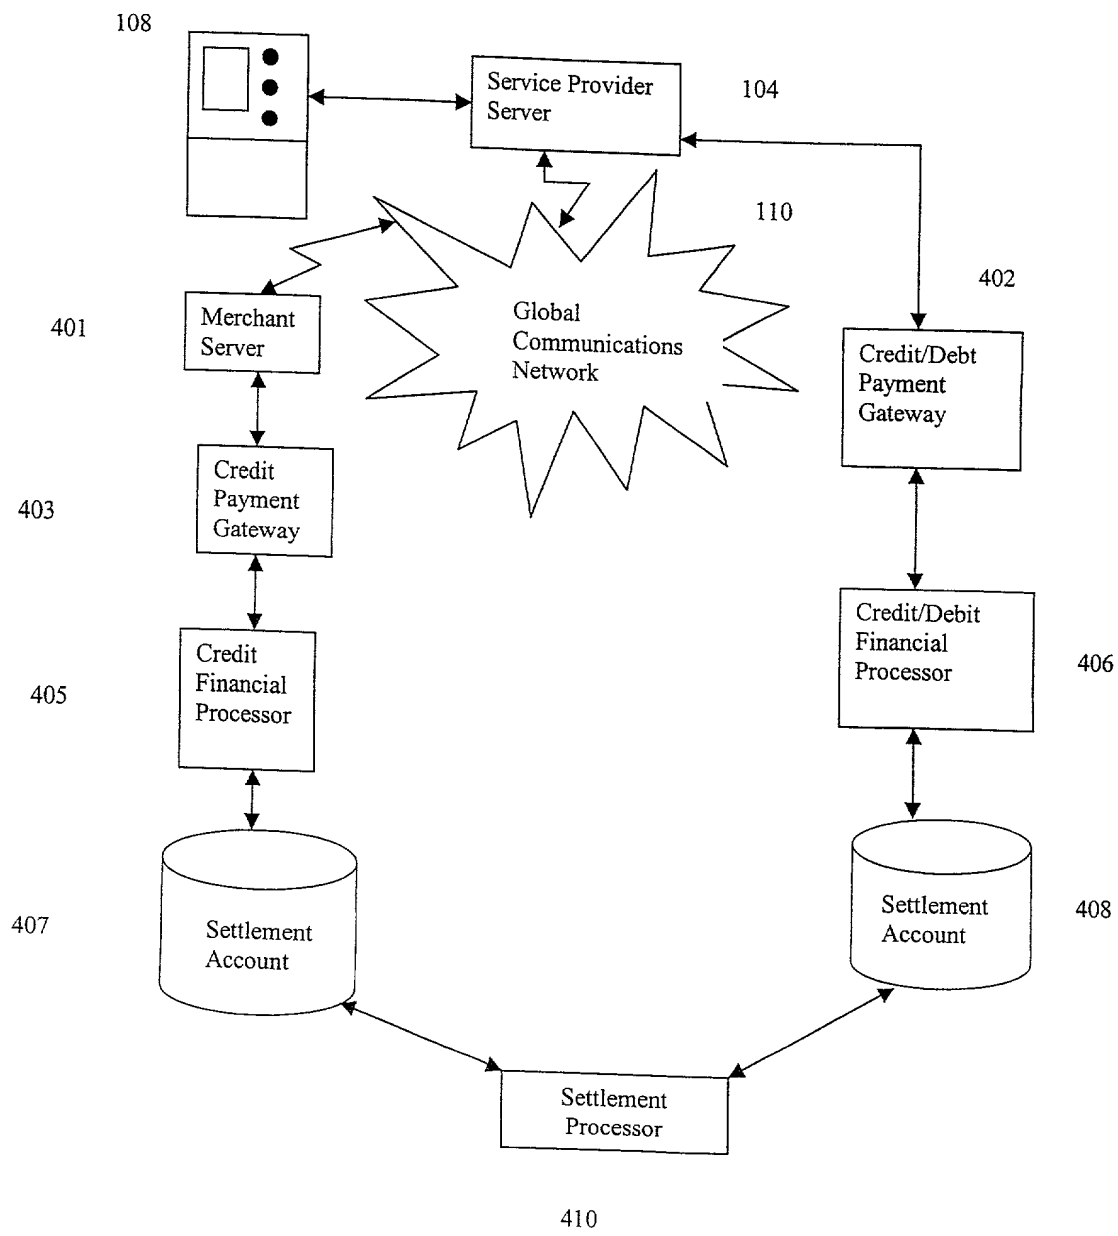 108
Service Provider
Server
104
110
402
401
Merchant
Server
Global
Communications
Network
Credit/Debt
Payment
Gateway
403
Credit
Payment
Gateway
Credit/Debit
Financial
Processor
406
405
Credit
Financial
Processor
407
Settlement
Account
Settlement
Account
408
Settlement
Processor
410